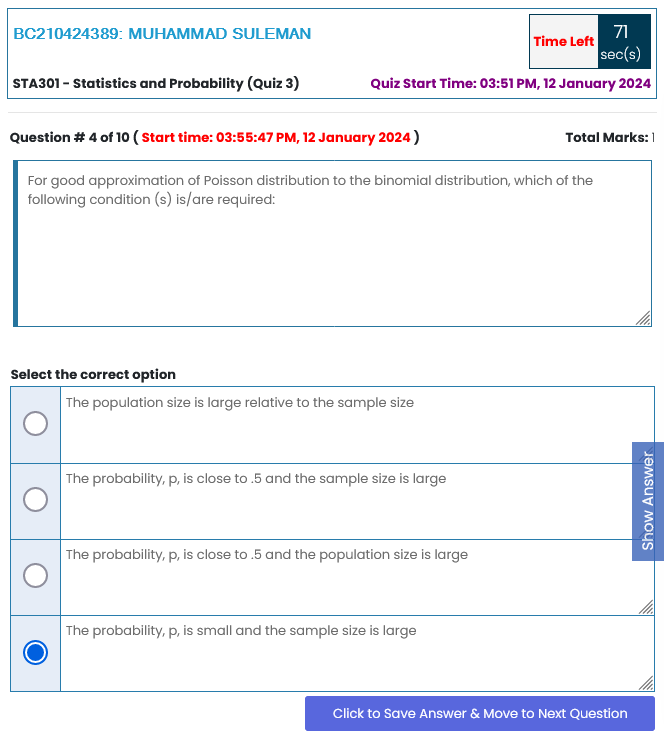 BC210424389: MUHAMMAD SULEMAN
Time Left
71
sec(s)
STA301 - Statistics and Probability (Quiz 3)
Quiz Start Time: 03:51 PM, 12 January 2024
Question # 4 of 10 ( Start time: 03:55:47 PM, 12 January 2024 )
Total Marks: 1
For good approximation of Poisson distribution to the binomial distribution, which of the
following condition (s) is/are required:
Select the correct option
The population size is large relative to the sample size
The probability, p, is close to .5 and the sample size is large
Show Answer
The probability, p, is close to .5 and the population size is large
The probability, p, is small and the sample size is large
Click to Save Answer & Move to Next Question